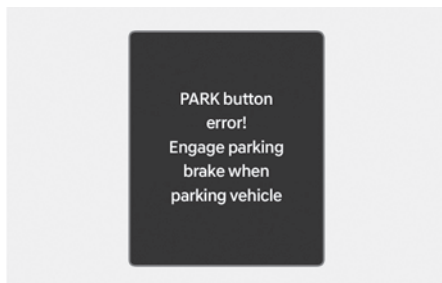 PARK button
error!
Engage parking
brake when
parking vehicle